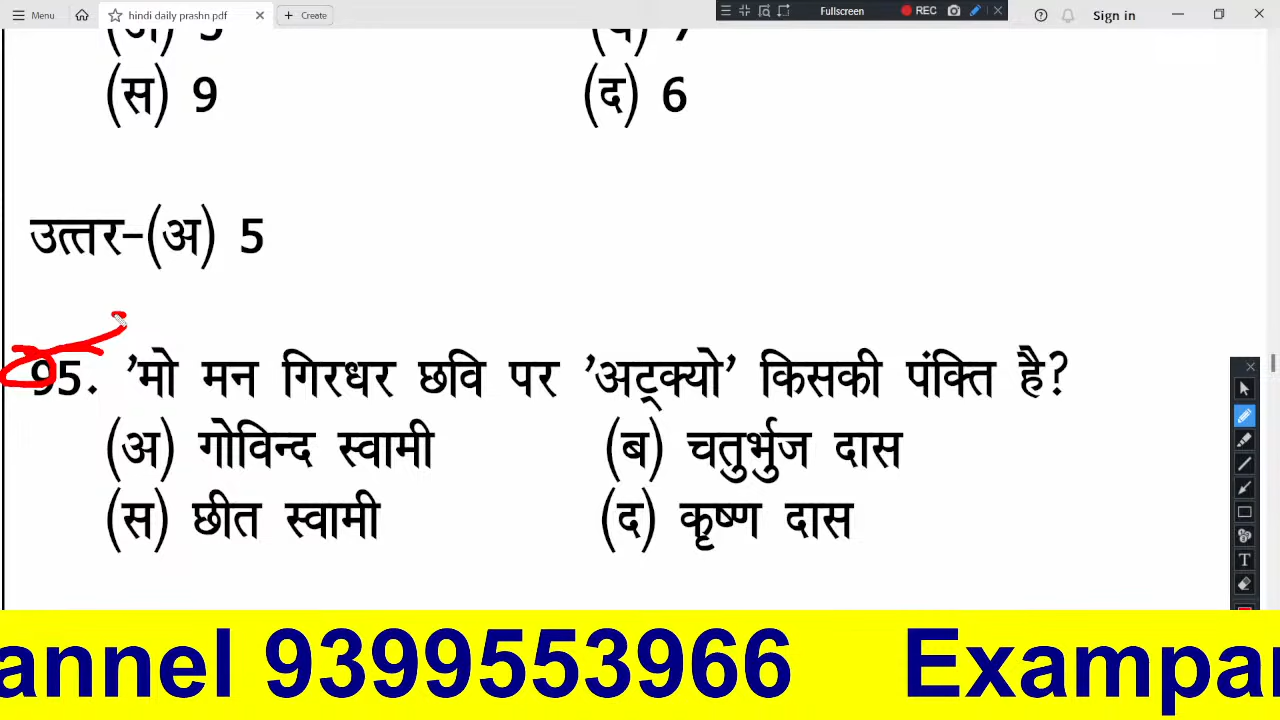 Menu
hindi daily prashn pdf
Create
Fullscreen
REC
Sign in
(स) 9 (द) 6
उत्तर-(अ) 5
95. ’मो मन गिरधर छवि पर ’अट्क्यो’ किसकी पंक्ति है?
(अ) गोविन्द स्वामी (ब) चतुर्भुज दास
(स) छीत स्वामी (द) कृष्ण दास
annel 9399553966 Exampar